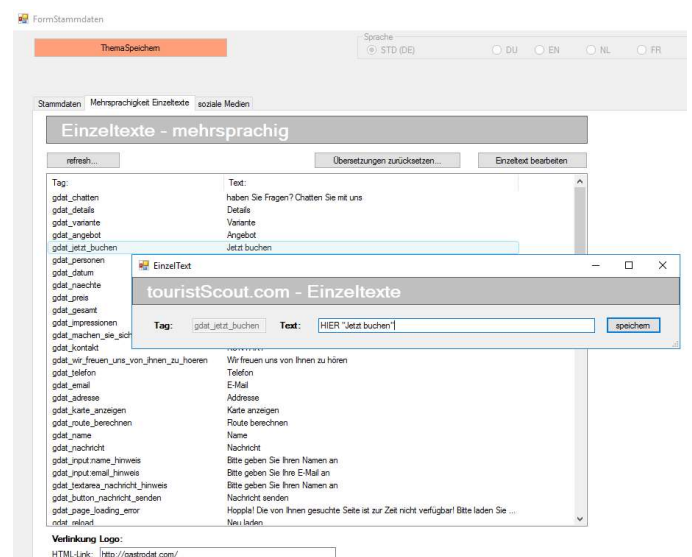 FormStammdaten
ThemaSpeichern
Sprache
STD (DE) DU EN NL FR
Stammdaten Mehrsprachigkeit Einzeltexte soziale Medien
Einzeltexte - mehrsprachig
refresh... Übersetzungen zurücksetzen... Einzeltext bearbeiten
Tag: Text:
gdat_chatten haben Sie Fragen? Chatten Sie mit uns
gdat_details Details
gdat_variante Variante
gdat_angebot Angebot
gdat_jetzt_buchen Jetzt buchen
gdat_personen
gdat_datum
gdat_naechte
gdat_preis
gdat_gesamt
gdat_impressionen
gdat_machen_sie_sich
gdat_kontakt
EinzelText
touristScout.com - Einzeltexte
Tag: gdat_jetzt_buchen Text: HIER "Jetzt buchen" speichern
gdat_wir_freuen_uns_von_ihnen_zu_hoeren Wir freuen uns von Ihnen zu hören
gdat_telefon Telefon
gdat_email E-Mail
gdat_adresse Addresse
gdat_karte_anzeigen Karte anzeigen
gdat_route_berechnen Route berechnen
gdat_name Name
gdat_nachricht Nachricht
gdat_input:name_hinweis Bitte geben Sie Ihren Namen an
gdat_input:email_hinweis Bitte geben Sie Ihre E-Mail an
gdat_textarea_nachricht_hinweis Bitte geben Sie Ihren Namen an
gdat_button_nachricht_senden Nachricht senden
gdat_page_loading_error Hoppla! Die von Ihnen gesuchte Seite ist zur Zeit nicht verfügbar! Bitte laden Sie ...
gdat_reload Neu laden
Verlinkung Logo:
HTML-Link: http://gastrodat.com/